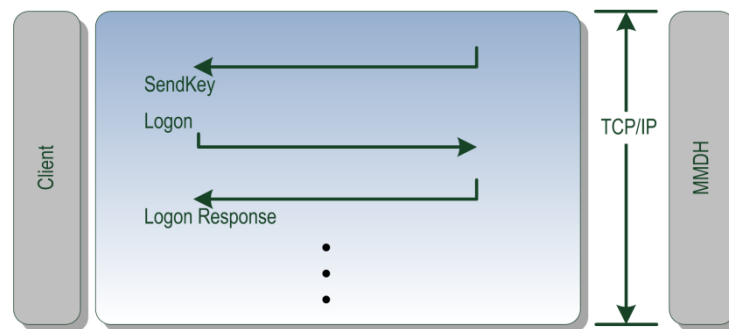 Client
SendKey
Logon
Logon Response
TCP/IP
MMDH